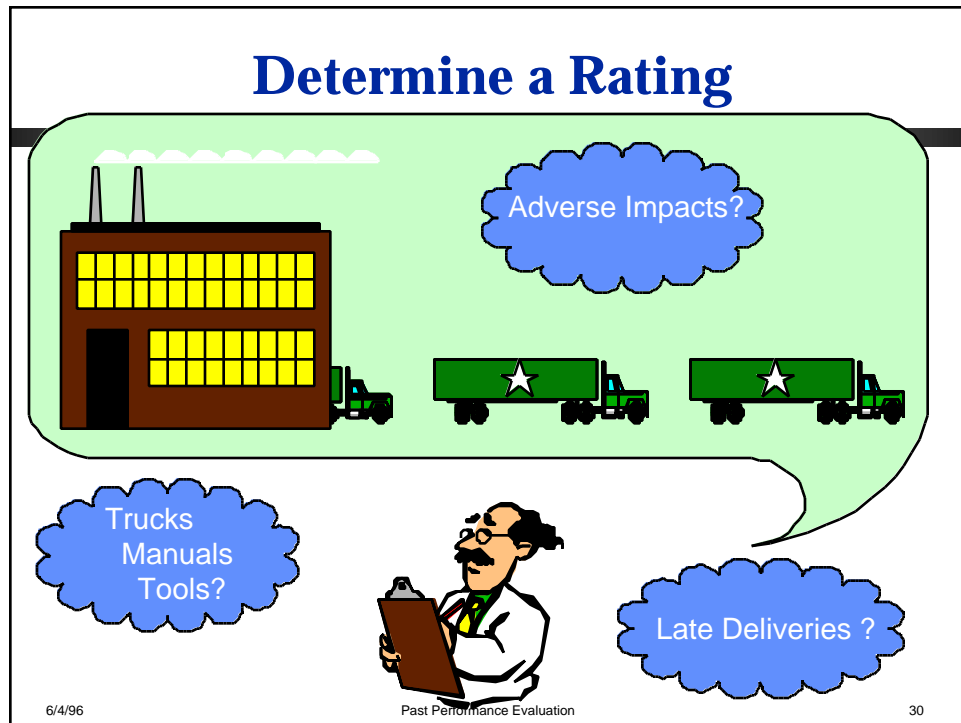 Determine a Rating
Adverse Impacts?
Trucks
Manuals
Tools?
Late Deliveries ?
6/4/96
Past Performance Evaluation
30